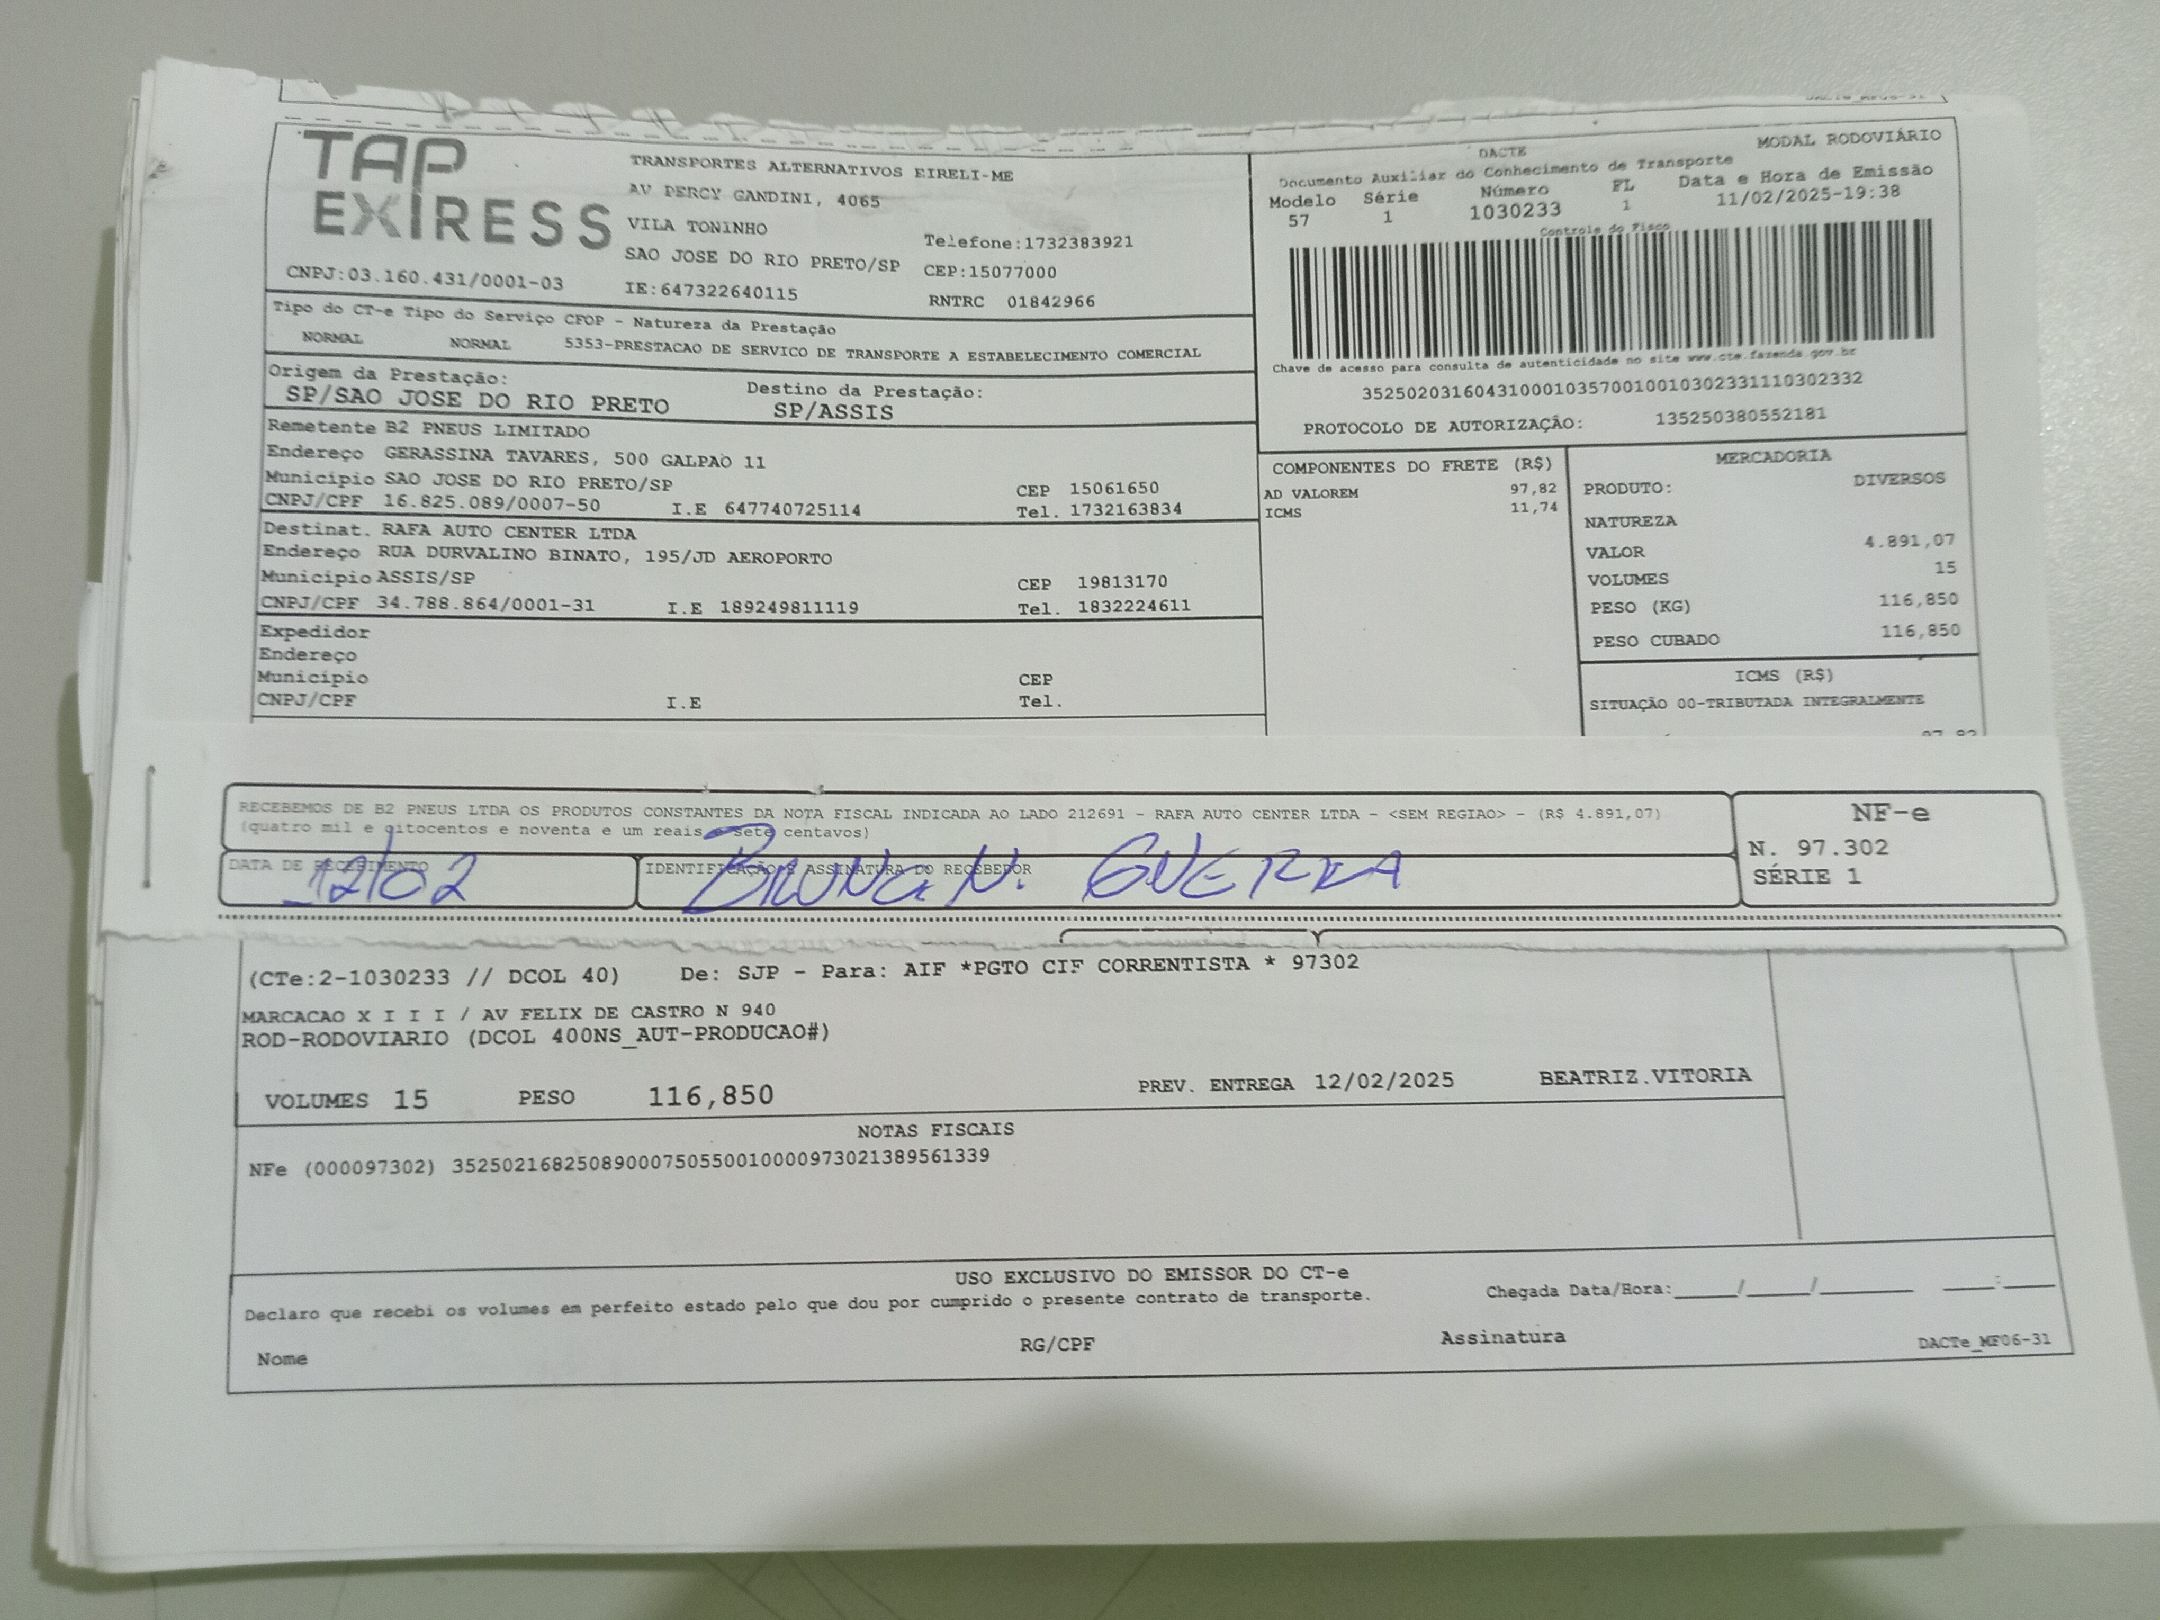 TAP
EXIRESS
CNPJ:03.160.431/0001-03
TRANSPORTES ALTERNATIVOS EIRELI-ME
AV PERCY GANDINI, 4065
VILA TONINHO
Telefone:1732383921
SAO JOSE DO RIO PRETO/SP CEP:15077000
IE:647322640115 RNTRC 01842966
MODAL RODOVIÁRIO
DACTE
Documento Auxiliar do Conhecimento de Transporte
Modelo Série Número FL Data e Hora de Emissão
57 1 1030233 1 11/02/2025-19:38
Controle do Fisco
Chave de acesso para consulta de autenticidade no site www.cte.fazenda.gov.br
35250203160431000103570010010302331110302332
PROTOCOLO DE AUTORIZAÇÃO: 135250380552181
Tipo do CT-e Tipo do Serviço CFOP - Natureza da Prestação
NORMAL NORMAL 5353-PRESTACAO DE SERVICO DE TRANSPORTE A ESTABELECIMENTO COMERCIAL
Origem da Prestação: Destino da Prestação:
SP/SAO JOSE DO RIO PRETO SP/ASSIS
Remetente B2 PNEUS LIMITADO
Endereço GERASSINA TAVARES, 500 GALPAO 11
Município SAO JOSE DO RIO PRETO/SP CEP 15061650
CNPJ/CPF 16.825.089/0007-50 I.E 647740725114 Tel. 1732163834
Destinat. RAFA AUTO CENTER LTDA
Endereço RUA DURVALINO BINATO, 195/JD AEROPORTO
Município ASSIS/SP CEP 19813170
CNPJ/CPF 34.788.864/0001-31 I.E 189249811119 Tel. 1832224611
Expedidor
Endereço
Município CEP
CNPJ/CPF I.E Tel.
COMPONENTES DO FRETE (R$)
AD VALOREM 97,82
ICMS 11,74
MERCADORIA
PRODUTO: DIVERSOS
NATUREZA
VALOR 4.891,07
VOLUMES 15
PESO (KG) 116,850
PESO CUBADO 116,850
ICMS (R$)
SITUAÇÃO 00-TRIBUTADA INTEGRALMENTE
RECEBEMOS DE B2 PNEUS LTDA OS PRODUTOS CONSTANTES DA NOTA FISCAL INDICADA AO LADO 212691 - RAFA AUTO CENTER LTDA - <SEM REGIAO> - (R$ 4.891,07)
(quatro mil e oitocentos e noventa e um reais e sete centavos)
DATA DE RECEBIMENTO IDENTIFICAÇÃO E ASSINATURA DO RECEBEDOR
12/02 BRUNA N. GUERRA
NF-e
N. 97.302
SÉRIE 1
(CTe:2-1030233 // DCOL 40) De: SJP - Para: AIF *PGTO CIF CORRENTISTA * 97302
MARCACAO X I I I / AV FELIX DE CASTRO N 940
ROD-RODOVIARIO (DCOL 400NS_AUT-PRODUCAO#)
VOLUMES 15 PESO 116,850 PREV. ENTREGA 12/02/2025 BEATRIZ.VITORIA
NOTAS FISCAIS
NFe (000097302) 35250216825089000750550010000973021389561339
USO EXCLUSIVO DO EMISSOR DO CT-e
Declaro que recebi os volumes em perfeito estado pelo que dou por cumprido o presente contrato de transporte. Chegada Data/Hora:_____/_____/_______ ____:____
Nome RG/CPF Assinatura DACTe_MF06-31